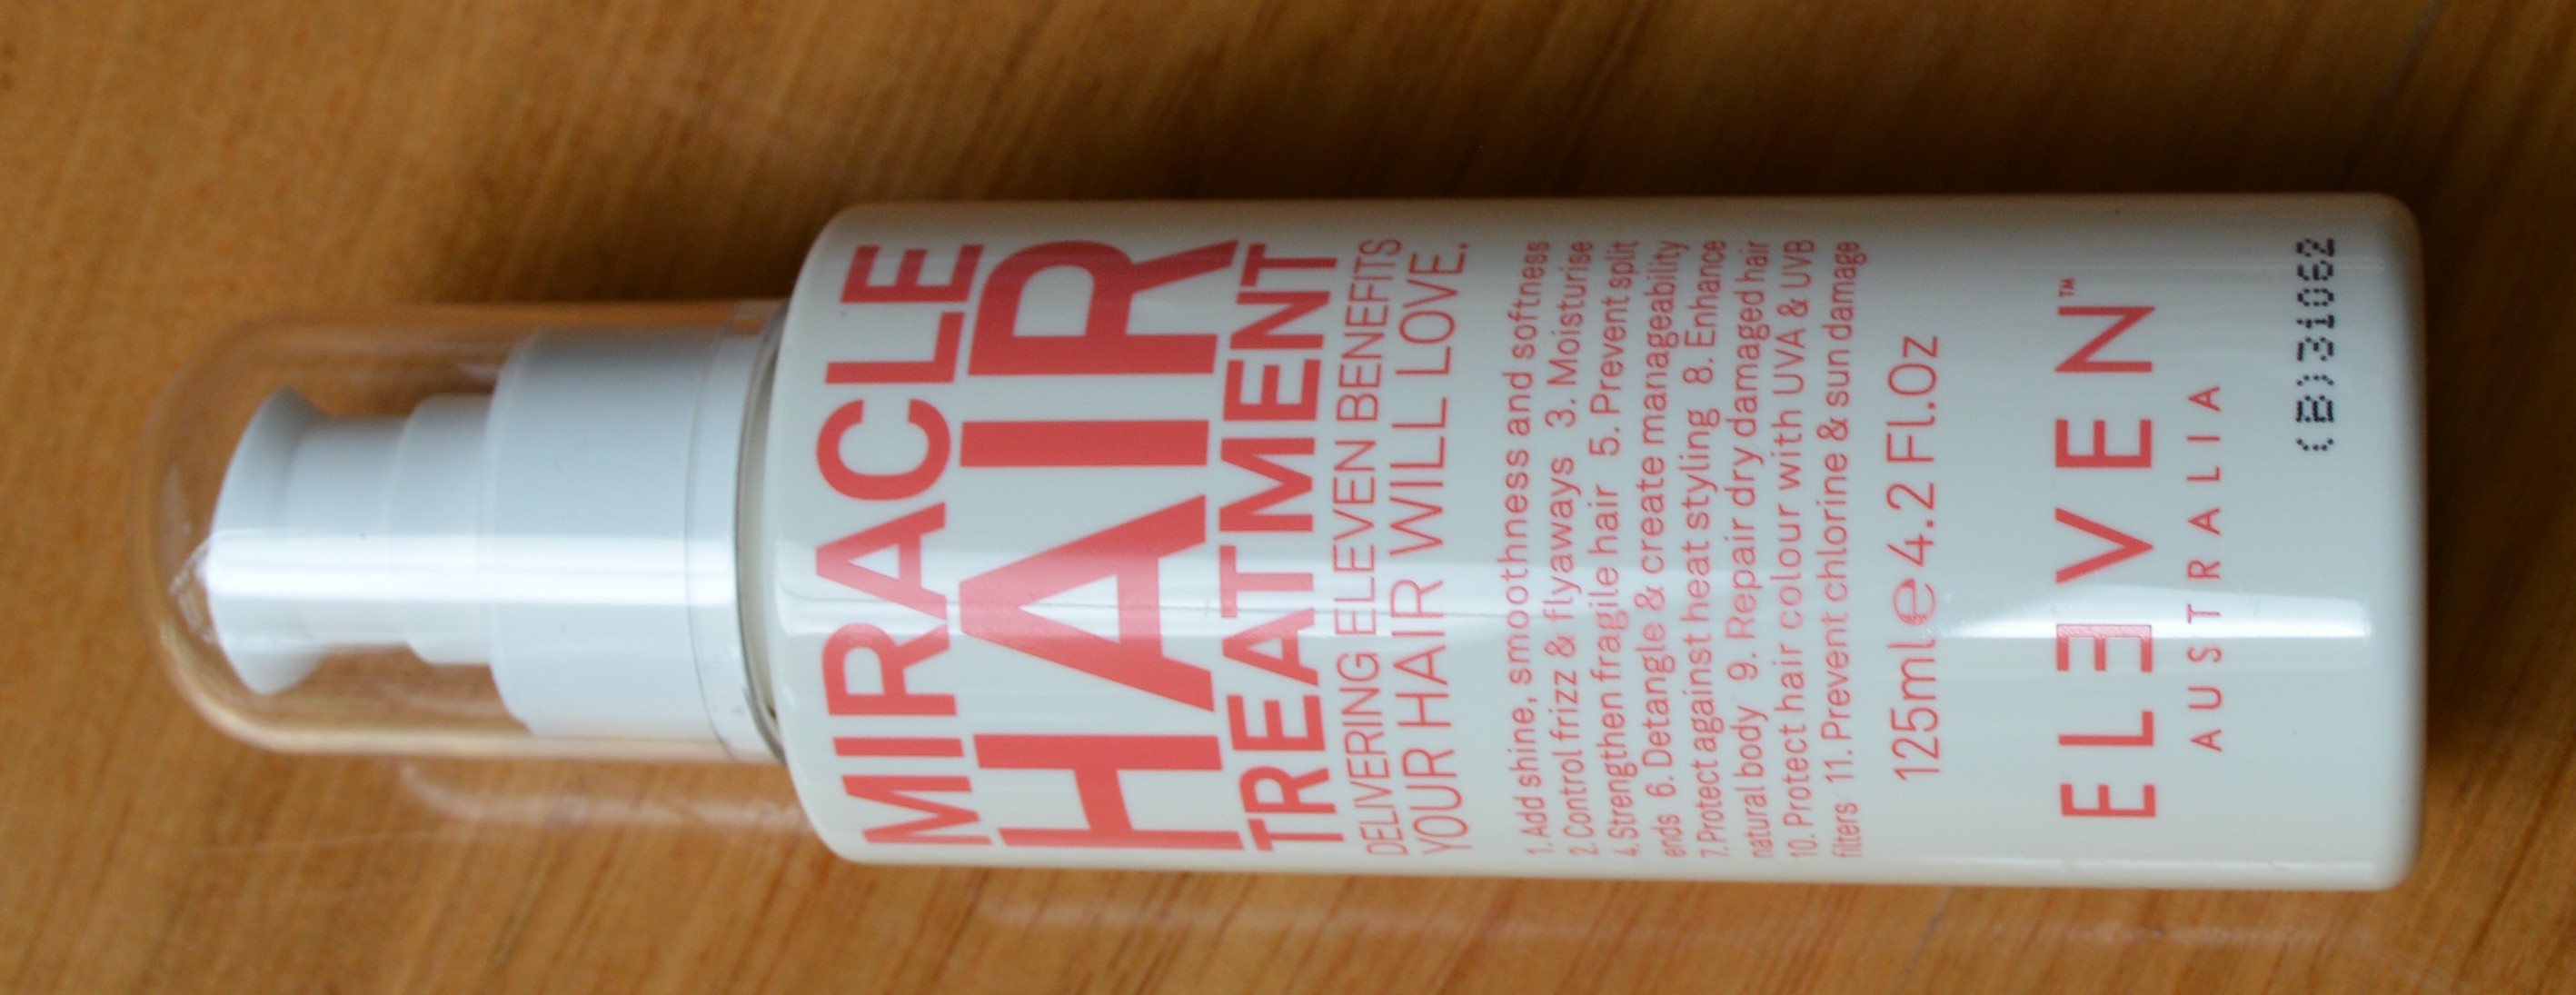 MIRACLE
HAIR
TREATMENT
DELIVERING ELEVEN BENEFITS
YOUR HAIR WILL LOVE.
1. Add shine, smoothness and softness
2. Control frizz & flyaways 3. Moisturise
4. Strengthen fragile hair 5. Prevent split
ends 6. Detangle & create manageability
7. Protect against heat styling 8. Enhance
natural body 9. Repair dry damaged hair
10. Protect hair colour with UVA & UVB
filters 11. Prevent chlorine & sun damage
125ml ℮ 4.2 Fl.Oz
ELƎVEN™
AUSTRALIA
(B)31062